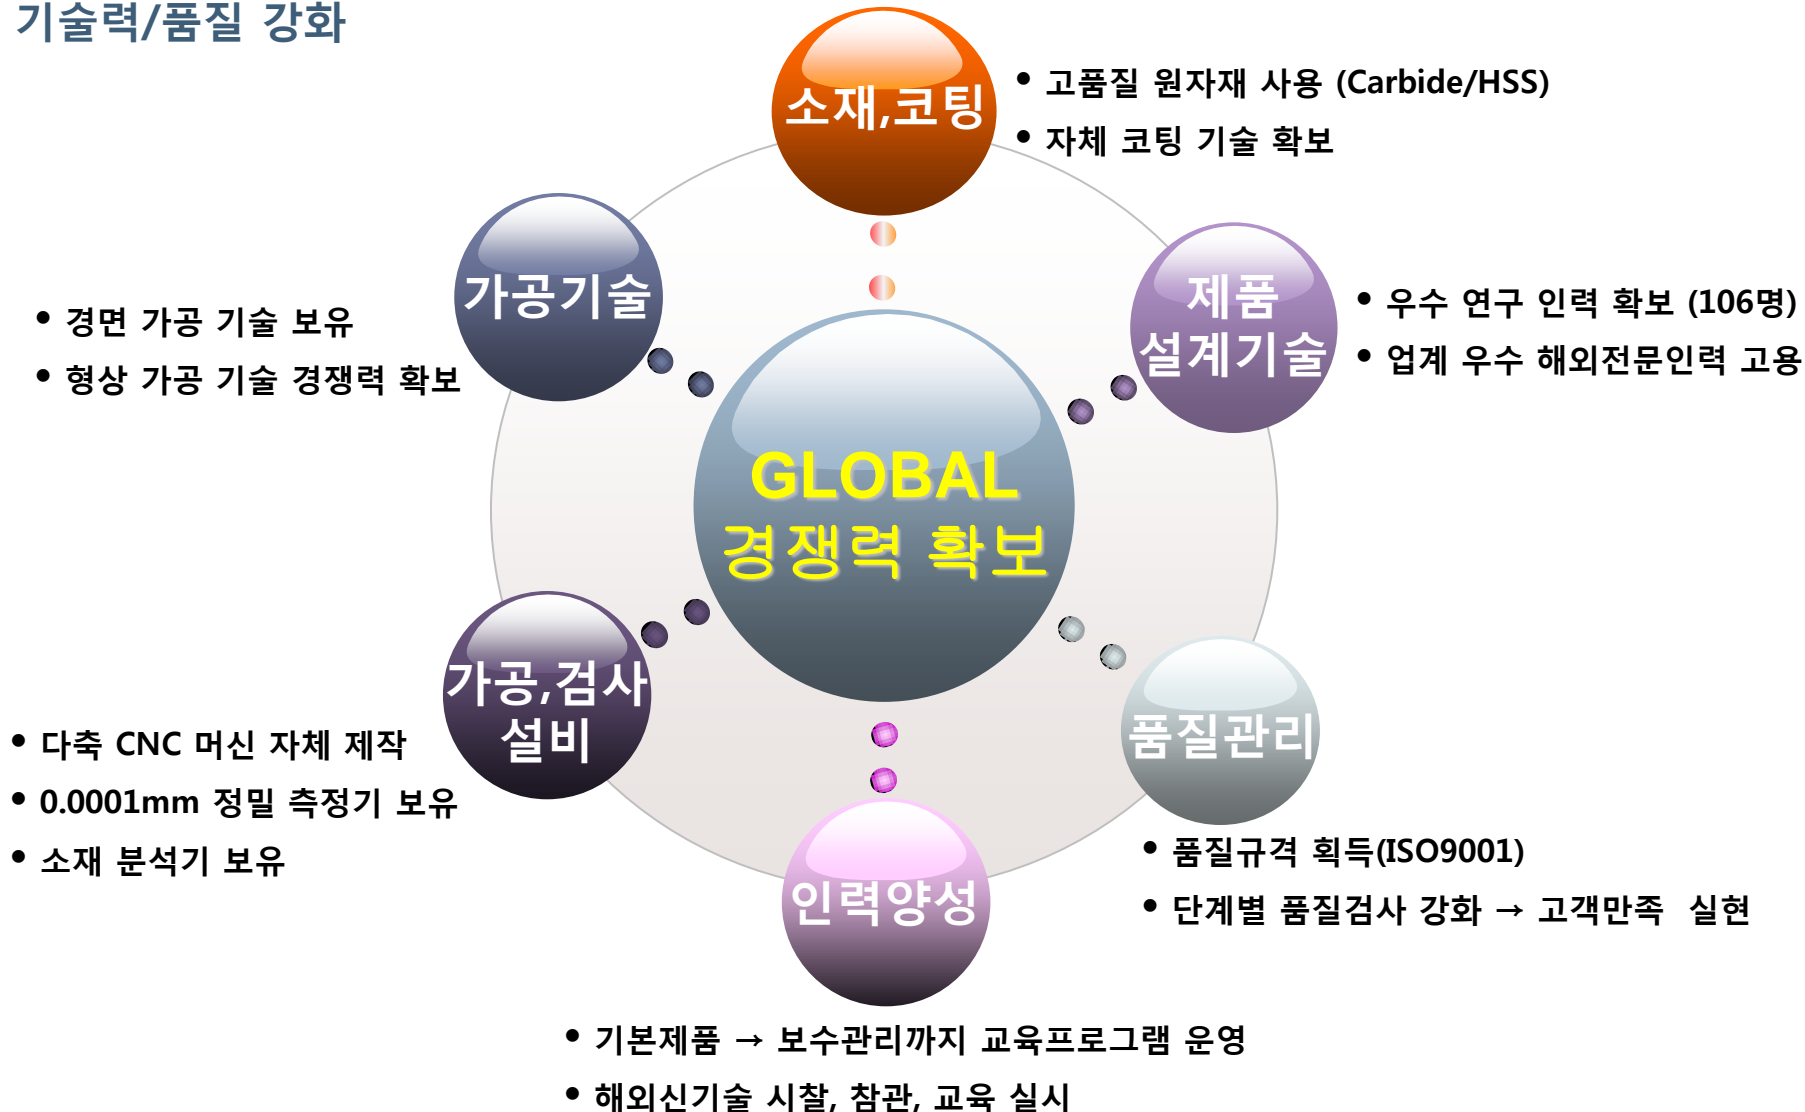 기술력/품질 강화
소재,코팅
• 고품질 원자재 사용 (Carbide/HSS)
• 자체 코팅 기술 확보
가공기술
• 경면 가공 기술 보유
• 형상 가공 기술 경쟁력 확보
제품
설계기술
• 우수 연구 인력 확보 (106명)
• 업계 우수 해외전문인력 고용
GLOBAL
경쟁력 확보
가공,검사
설비
• 다축 CNC 머신 자체 제작
• 0.0001mm 정밀 측정기 보유
• 소재 분석기 보유
품질관리
• 품질규격 획득(ISO9001)
• 단계별 품질검사 강화 → 고객만족 실현
인력양성
• 기본제품 → 보수관리까지 교육프로그램 운영
• 해외신기술 시찰, 참관, 교육 실시